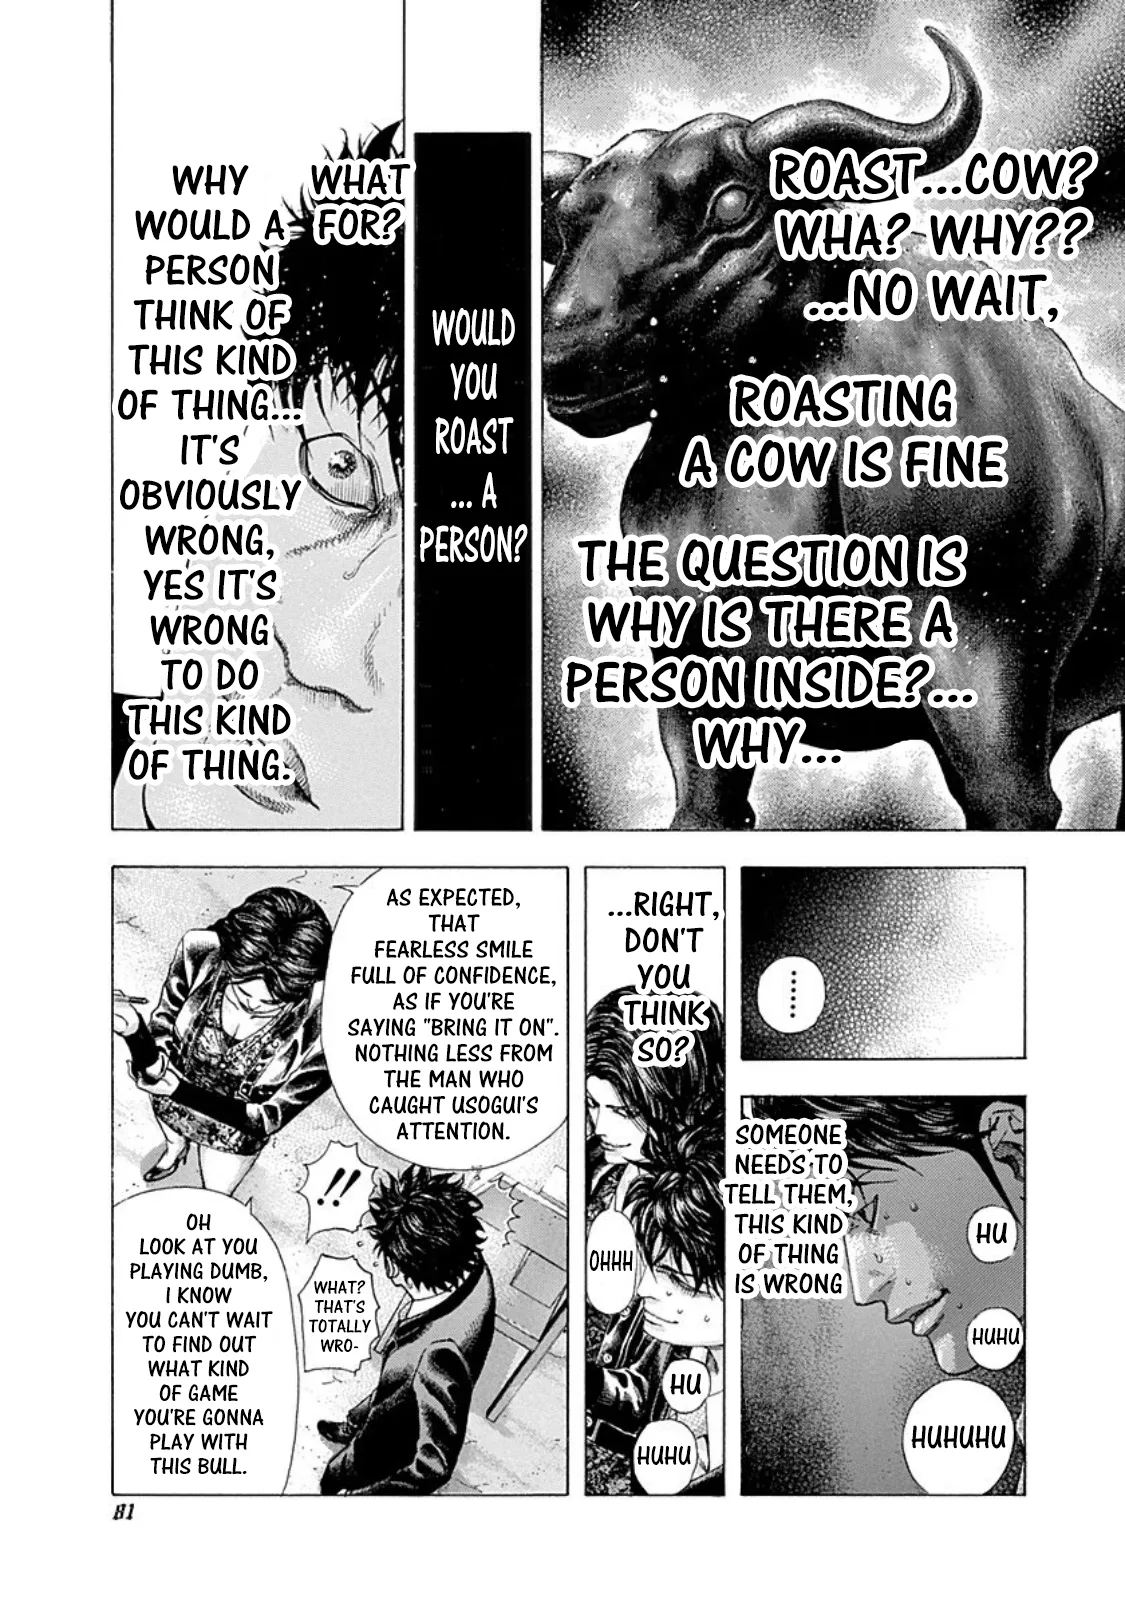 ROAST...COW?
WHA? WHY??
...NO WAIT,
ROASTING
A COW IS FINE
THE QUESTION IS
WHY IS THERE A
PERSON INSIDE?...
WHY...
WOULD
YOU
ROAST
... A
PERSON?
WHAT
FOR?
WHY
WOULD A
PERSON
THINK OF
THIS KIND
OF THING...
IT'S
OBVIOUSLY
WRONG,
YES IT'S
WRONG
TO DO
THIS KIND
OF THING.
........
SOMEONE
NEEDS TO
TELL THEM,
THIS KIND
OF THING
IS WRONG
HU
HUHU
HUHUHU
...RIGHT,
DON'T
YOU
THINK
SO?
OHHH
HU
HUHU
AS EXPECTED,
THAT
FEARLESS SMILE
FULL OF CONFIDENCE,
AS IF YOU'RE
SAYING "BRING IT ON".
NOTHING LESS FROM
THE MAN WHO
CAUGHT USOGUI'S
ATTENTION.
!!
WHAT?
THAT'S
TOTALLY
WRO-
OH
LOOK AT YOU
PLAYING DUMB,
I KNOW
YOU CAN'T WAIT
TO FIND OUT
WHAT KIND
OF GAME
YOU'RE GONNA
PLAY WITH
THIS BULL.
81